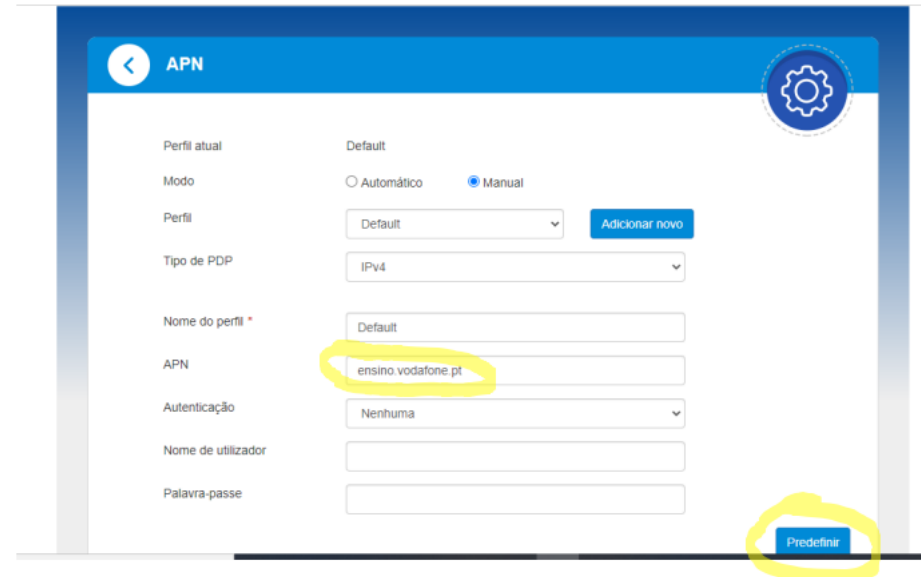 APN
Perfil atual Default
Modo Automático Manual
Perfil Default Adicionar novo
Tipo de PDP IPv4
Nome do perfil * Default
APN ensino.vodafone.pt
Autenticação Nenhuma
Nome de utilizador
Palavra-passe
Predefinir